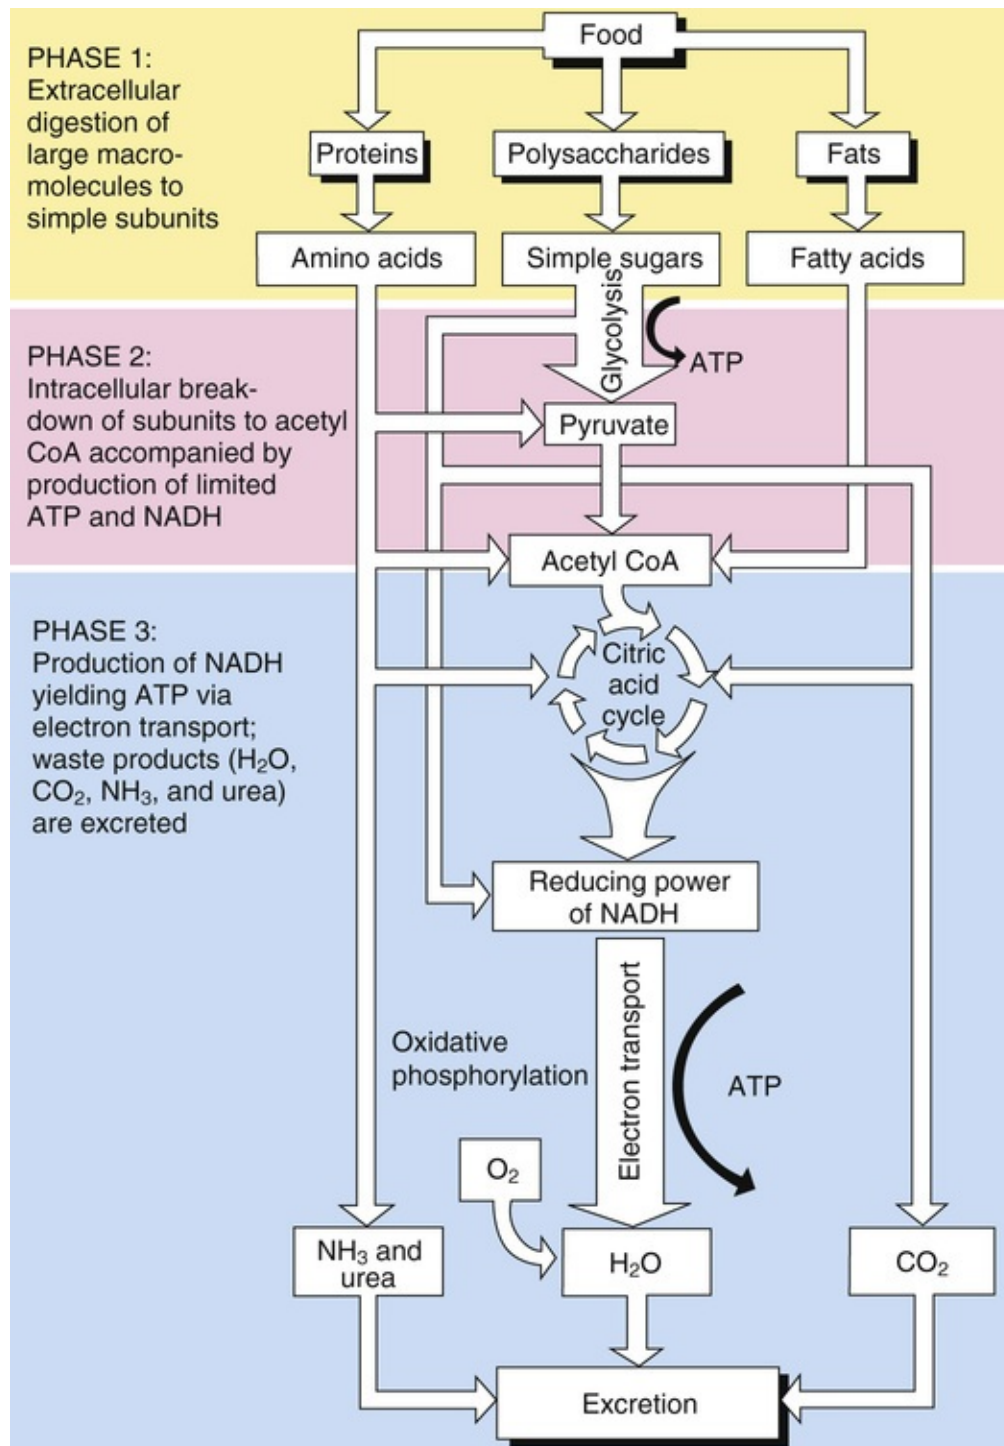 Food
PHASE 1:
Extracellular
digestion of
large macro-
molecules to
simple subunits
Proteins
Polysaccharides
Fats
Amino acids
Simple sugars
Fatty acids
Glycolysis
ATP
PHASE 2:
Intracellular break-
down of subunits to acetyl
CoA accompanied by
production of limited
ATP and NADH
Pyruvate
Acetyl CoA
PHASE 3:
Production of NADH
yielding ATP via
electron transport;
waste products (H₂O,
CO₂, NH₃, and urea)
are excreted
Citric
acid
cycle
Reducing power
of NADH
Electron transport
Oxidative
phosphorylation
ATP
O₂
NH₃ and
urea
H₂O
CO₂
Excretion